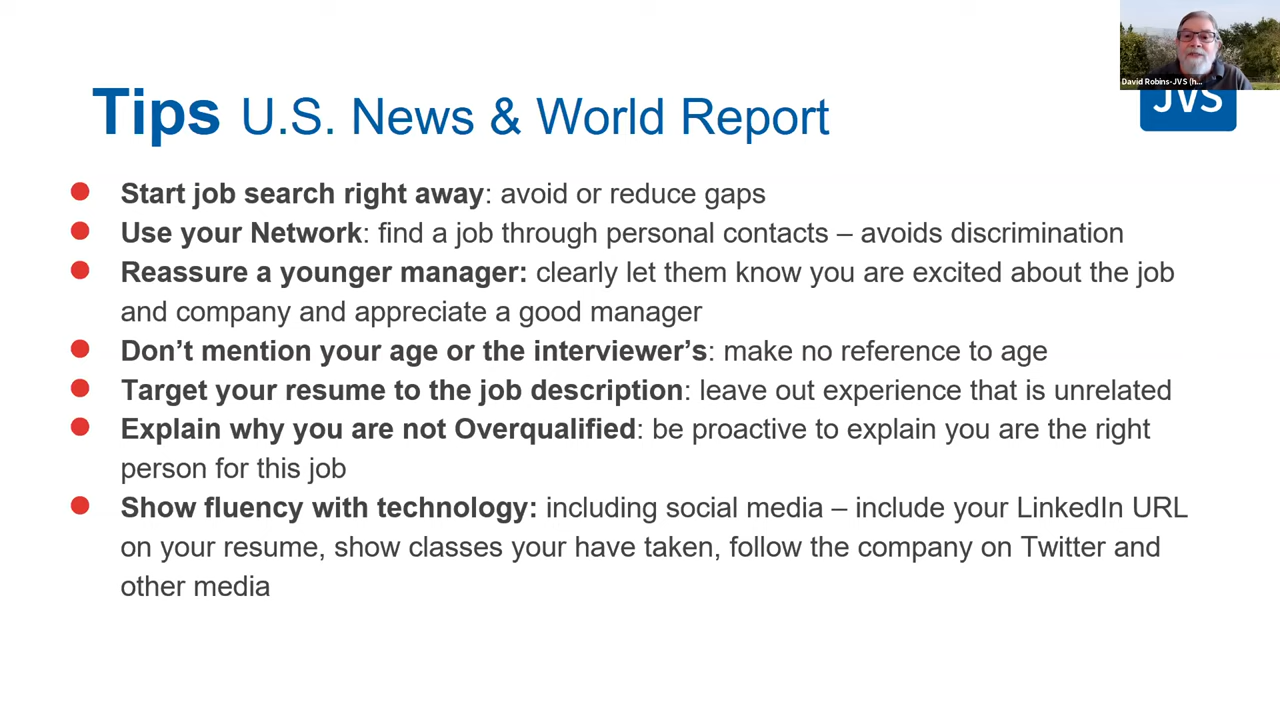 David Robins-JVS (h...
JVS
Tips U.S. News & World Report
Start job search right away: avoid or reduce gaps
Use your Network: find a job through personal contacts – avoids discrimination
Reassure a younger manager: clearly let them know you are excited about the job
and company and appreciate a good manager
Don’t mention your age or the interviewer’s: make no reference to age
Target your resume to the job description: leave out experience that is unrelated
Explain why you are not Overqualified: be proactive to explain you are the right
person for this job
Show fluency with technology: including social media – include your LinkedIn URL
on your resume, show classes your have taken, follow the company on Twitter and
other media